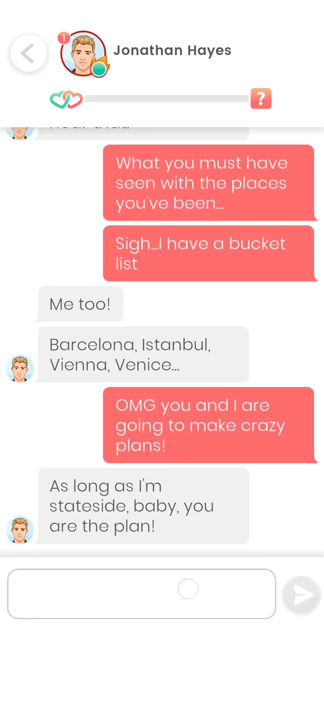 1
Jonathan Hayes
?
What you must have
seen with the places
you've been...
Sigh...I have a bucket
list
Me too!
Barcelona, Istanbul,
Vienna, Venice...
OMG you and I are
going to make crazy
plans!
As long as I'm
stateside, baby, you
are the plan!